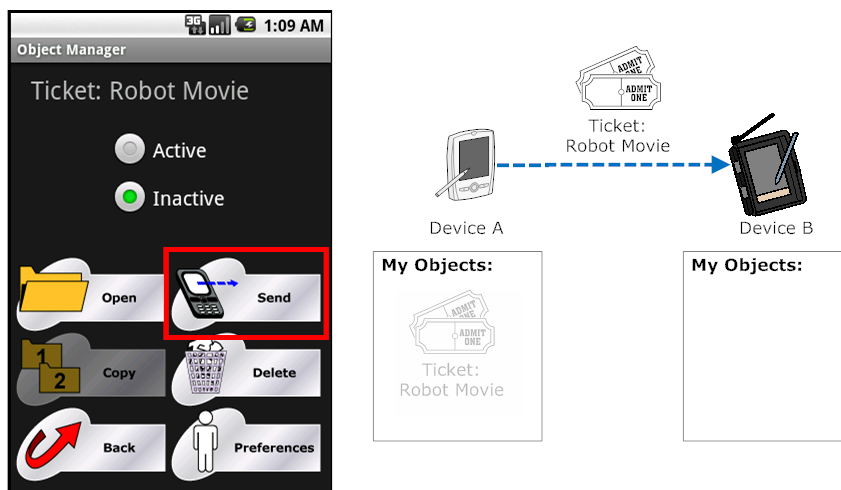 3G 1:09 AM
Object Manager
Ticket: Robot Movie
Active
Inactive
Open
Send
1
2
Copy
Delete
Back
Preferences
ADMIT
ADMIT
ONE
Ticket:
Robot Movie
Device A
Device B
My Objects:
ADMIT
ADMIT
ONE
Ticket:
Robot Movie
My Objects: